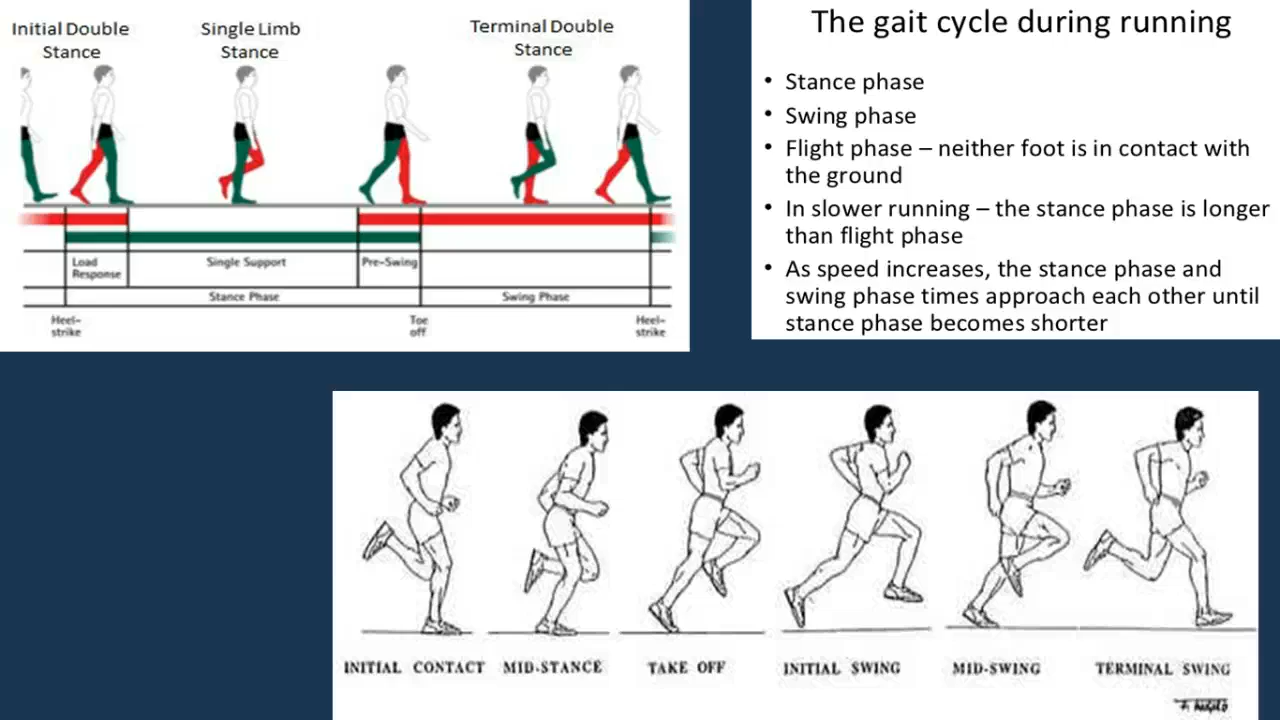 Initial Double
Stance
Single Limb
Stance
Terminal Double
Stance
Load
Response
Single Support
Pre-Swing
Stance Phase
Swing Phase
Heel-
strike
Toe
off
Heel-
strike
The gait cycle during running
• Stance phase
• Swing phase
• Flight phase – neither foot is in contact with
the ground
• In slower running – the stance phase is longer
than flight phase
• As speed increases, the stance phase and
swing phase times approach each other until
stance phase becomes shorter
INITIAL CONTACT
MID-STANCE
TAKE OFF
INITIAL SWING
MID-SWING
TERMINAL SWING